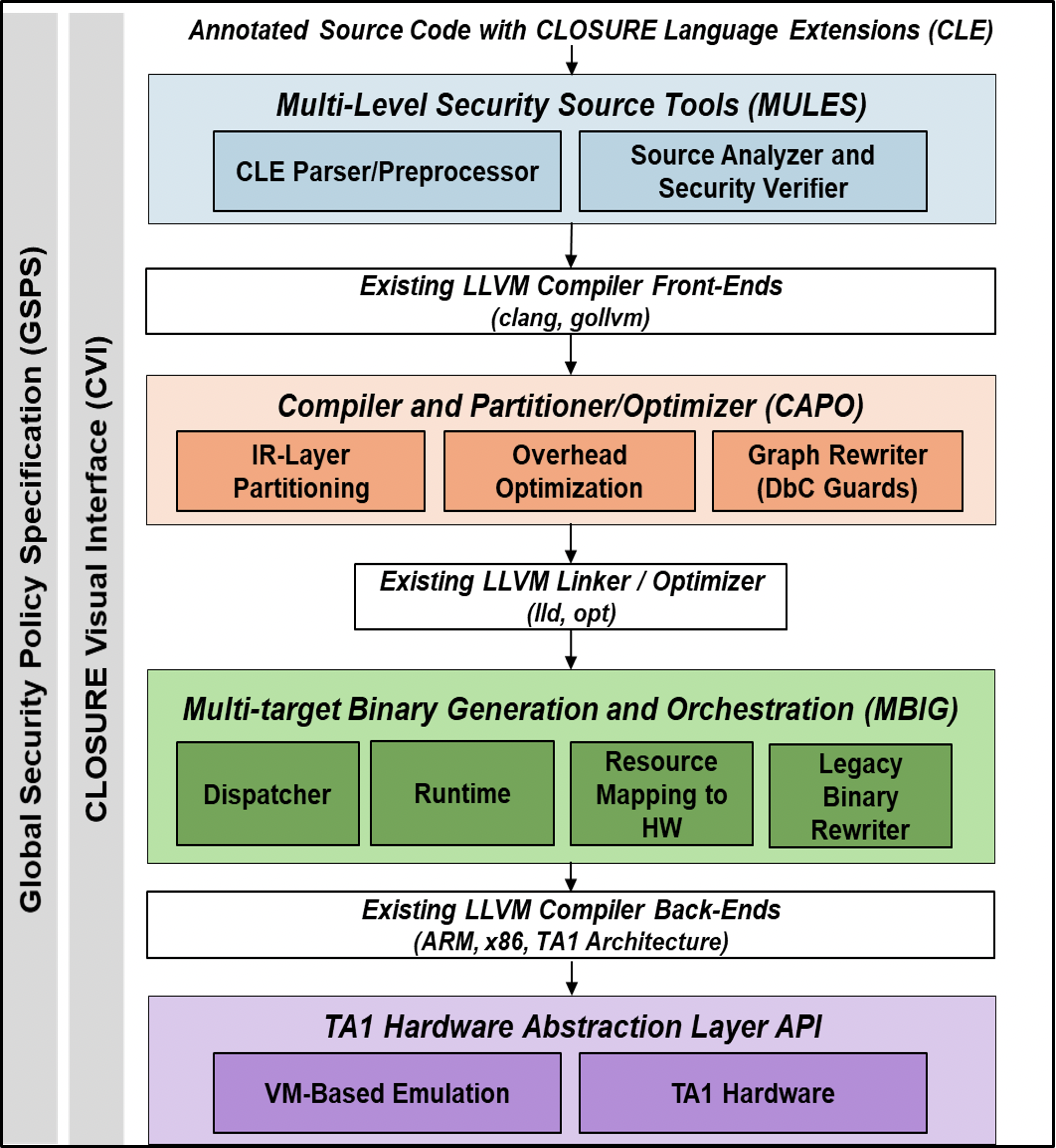 Global Security Policy Specification (GSPS)
CLOSURE Visual Interface (CVI)
Annotated Source Code with CLOSURE Language Extensions (CLE)
Multi-Level Security Source Tools (MULES)
CLE Parser/Preprocessor
Source Analyzer and
Security Verifier
Existing LLVM Compiler Front-Ends
(clang, gollvm)
Compiler and Partitioner/Optimizer (CAPO)
IR-Layer
Partitioning
Overhead
Optimization
Graph Rewriter
(DbC Guards)
Existing LLVM Linker / Optimizer
(lld, opt)
Multi-target Binary Generation and Orchestration (MBIG)
Dispatcher
Runtime
Resource
Mapping to
HW
Legacy
Binary
Rewriter
Existing LLVM Compiler Back-Ends
(ARM, x86, TA1 Architecture)
TA1 Hardware Abstraction Layer API
VM-Based Emulation
TA1 Hardware